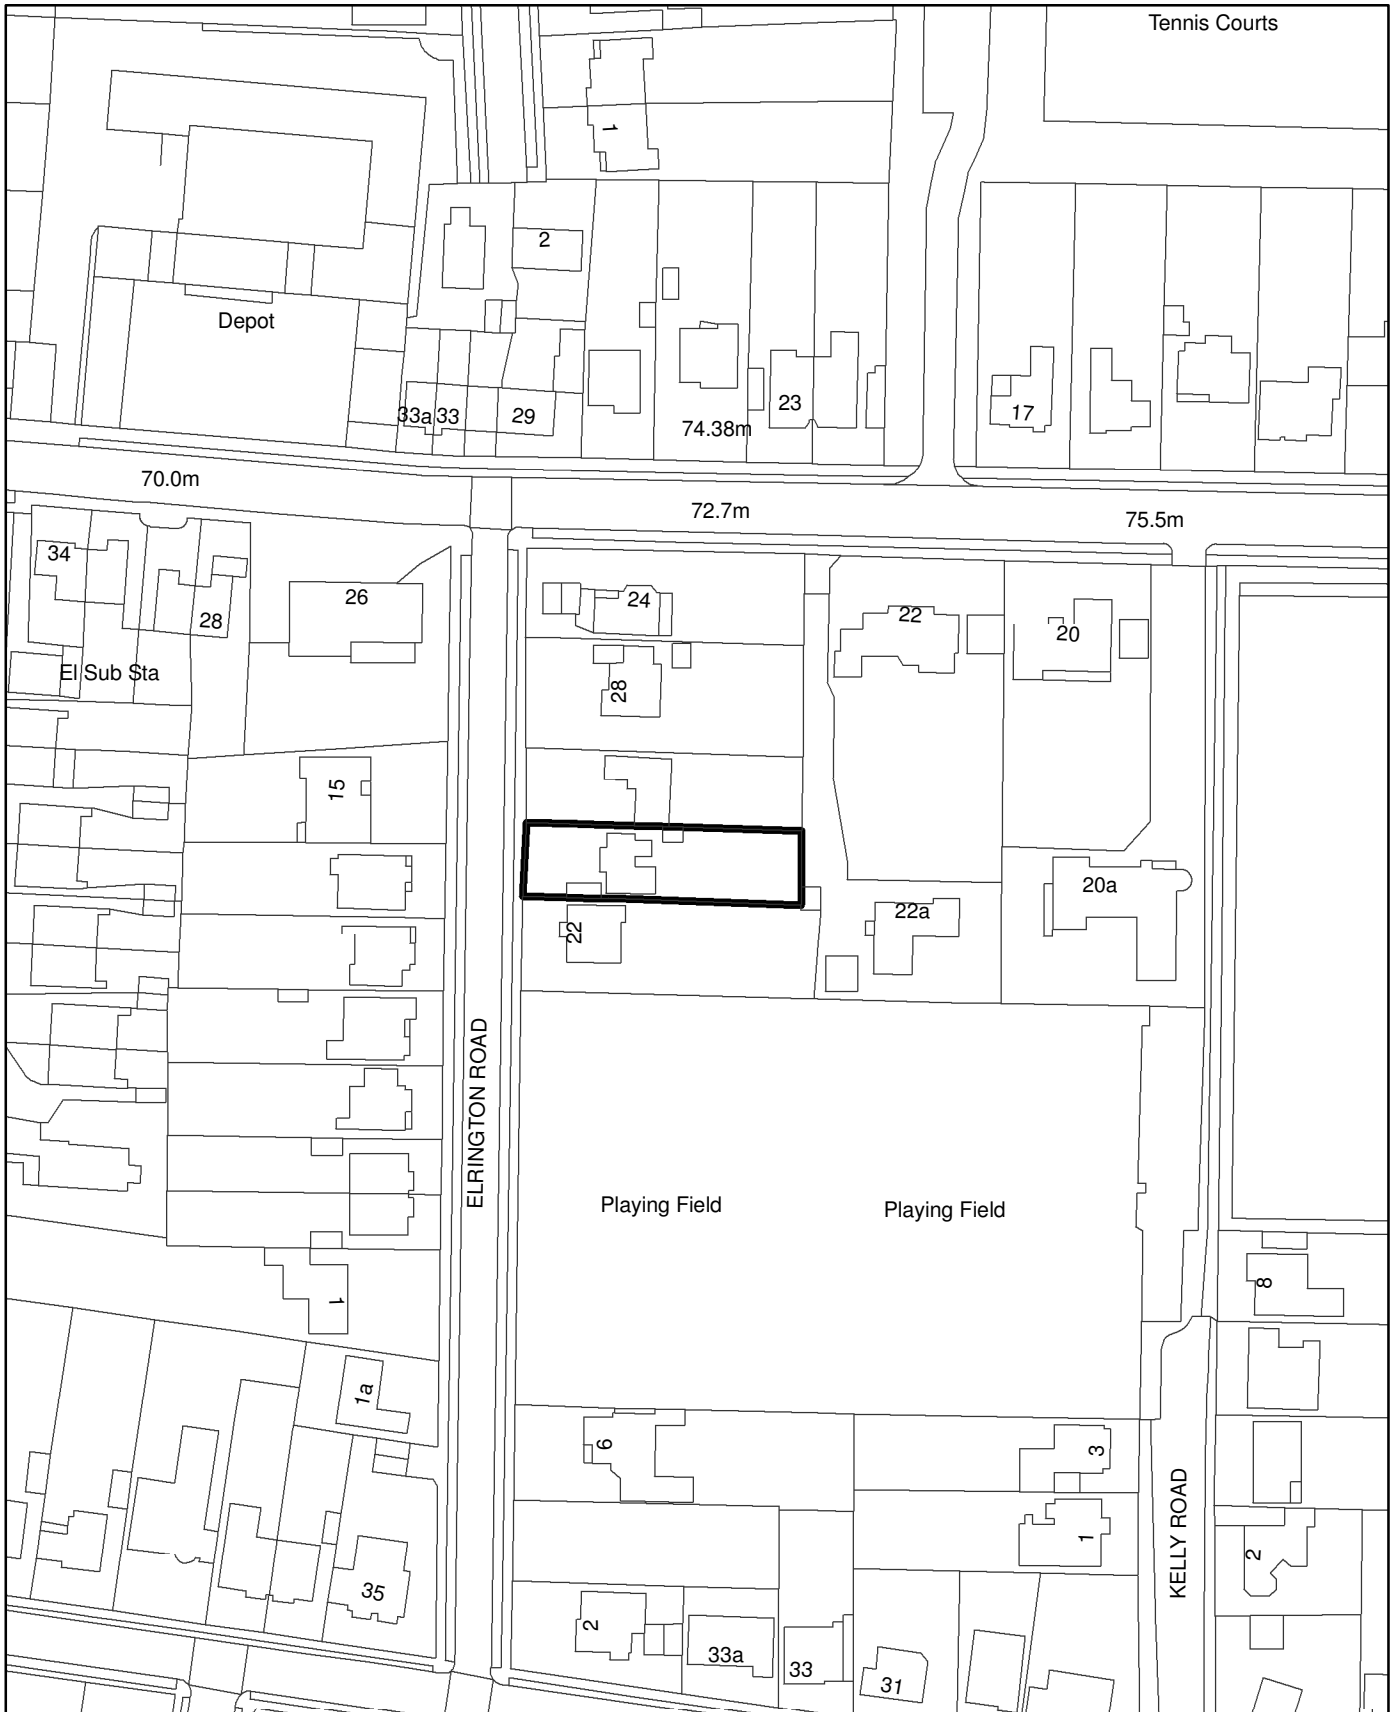 Tennis Courts
1
2
Depot
33a
33
29
23
17
74.38m
70.0m
72.7m
75.5m
34
28
26
24
22
20
El Sub Sta
28
15
22
22a
20a
ELRINGTON ROAD
Playing Field
Playing Field
8
1
1a
6
3
KELLY ROAD
1
2
35
2
33a
33
31